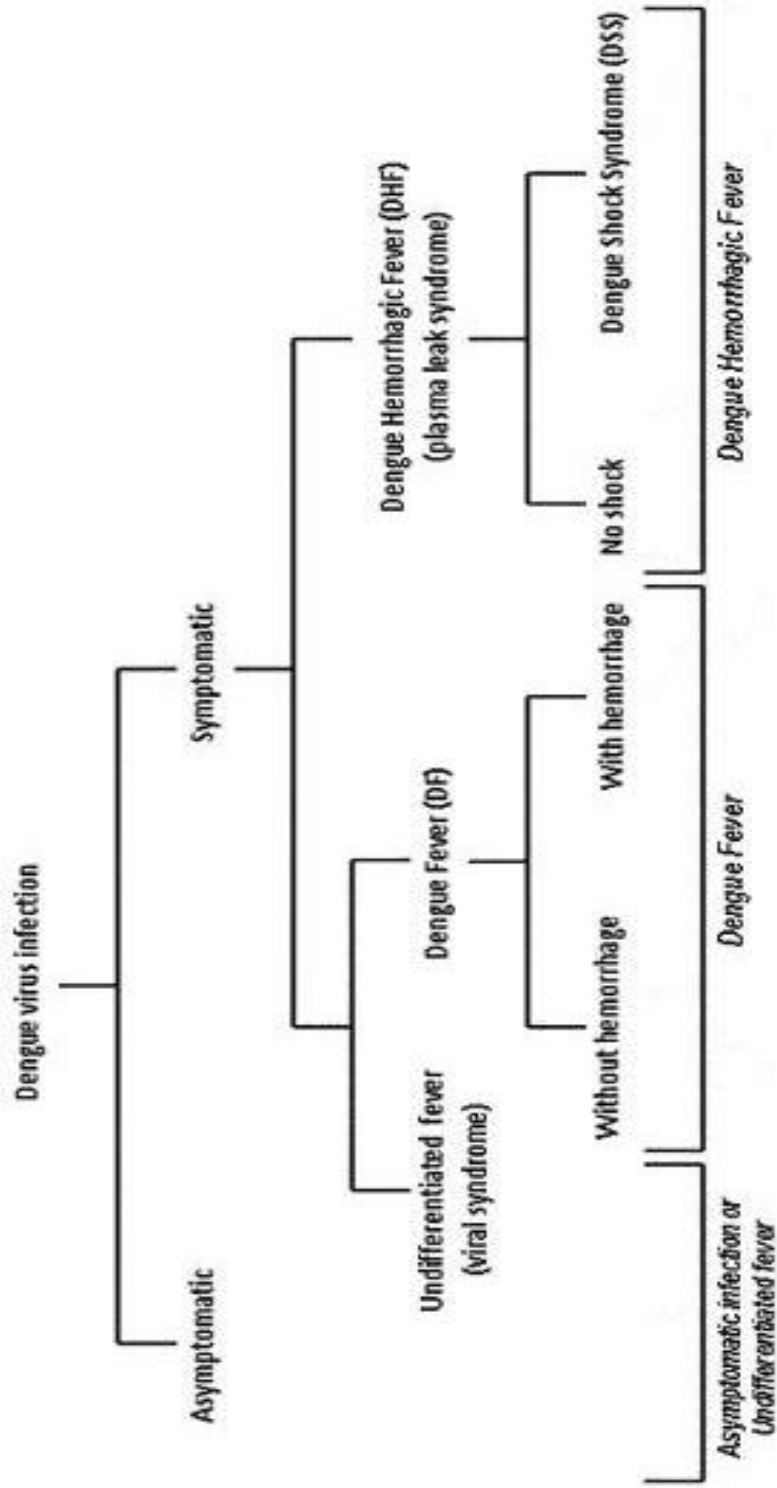 Dengue virus infection
Asymptomatic
Symptomatic
Undifferentiated fever
(viral syndrome)
Dengue Fever (DF)
Dengue Hemorrhagic Fever (DHF)
(plasma leak syndrome)
Without hemorrhage
With hemorrhage
No shock
Dengue Shock Syndrome (DSS)
Asymptomatic infection or
Undifferentiated fever
Dengue Fever
Dengue Hemorrhagic Fever